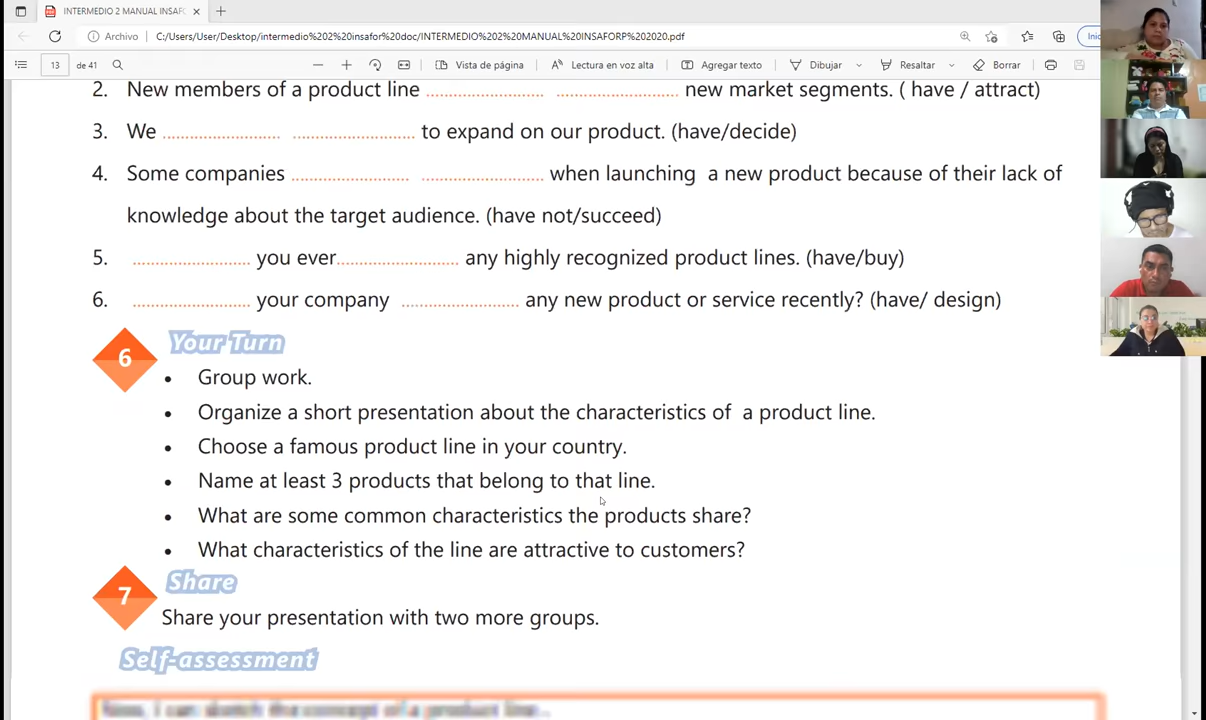 INTERMEDIO 2 MANUAL INSAFO
Archivo C:/Users/User/Desktop/intermedio%202%20insafor%20doc/INTERMEDIO%202%20MANUAL%20INSAFORP%202020.pdf
13 de 41 Vista de página Lectura en voz alta Agregar texto Dibujar Resaltar Borrar
2. New members of a product line .......................... ............................ new market segments. ( have / attract)
3. We .......................... ............................ to expand on our product. (have/decide)
4. Some companies .......................... ............................ when launching a new product because of their lack of
knowledge about the target audience. (have not/succeed)
5. .......................... you ever............................ any highly recognized product lines. (have/buy)
6. .......................... your company .......................... any new product or service recently? (have/ design)
6 Your Turn
• Group work.
• Organize a short presentation about the characteristics of a product line.
• Choose a famous product line in your country.
• Name at least 3 products that belong to that line.
• What are some common characteristics the products share?
• What characteristics of the line are attractive to customers?
7 Share
Share your presentation with two more groups.
Self-assessment
Now, I can sketch the concept of a product line..